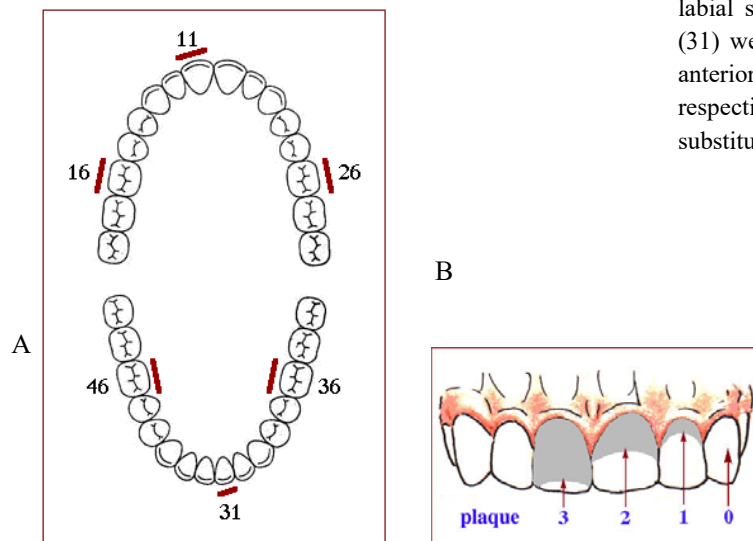 labial s
(31) we
anterior
respecti
substitu
11
16
26
B
A
46
36
31
plaque 3 2 1 0